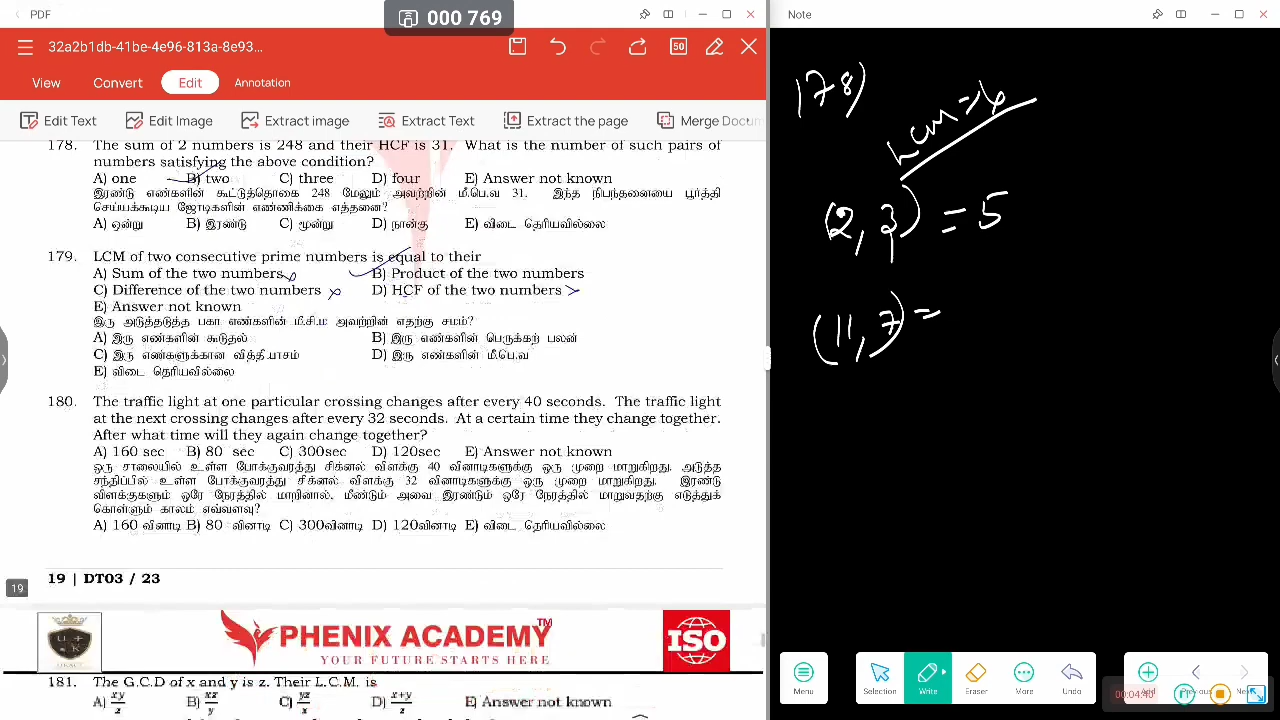 PDF
000 769
Note
32a2b1db-41be-4e96-813a-8e93...
50
View Convert Edit Annotation
Edit Text Edit Image Extract image Extract Text Extract the page Merge Docum
178. The sum of 2 numbers is 248 and their HCF is 31. What is the number of such pairs of
numbers satisfying the above condition?
A) one B) two C) three D) four E) Answer not known
இரண்டு எண்களின் கூட்டுத்தொகை 248 மேலும் அவற்றின் மீ.பெ.வ 31. இந்த நிபந்தனையை பூர்த்தி
செய்யக்கூடிய ஜோடிகளின் எண்ணிக்கை எத்தனை?
A) ஒன்று B) இரண்டு C) மூன்று D) நான்கு E) விடை தெரியவில்லை
179. LCM of two consecutive prime numbers is equal to their
A) Sum of the two numbers B) Product of the two numbers
C) Difference of the two numbers D) HCF of the two numbers
E) Answer not known
இரு அடுத்தடுத்த பகா எண்களின் மீ.சி.ம அவற்றின் எதற்கு சமம்?
A) இரு எண்களின் கூடுதல் B) இரு எண்களின் பெருக்கற் பலன்
C) இரு எண்களுக்கான வித்தியாசம் D) இரு எண்களின் மீ.பெ.வ
E) விடை தெரியவில்லை
180. The traffic light at one particular crossing changes after every 40 seconds. The traffic light
at the next crossing changes after every 32 seconds. At a certain time they change together.
After what time will they again change together?
A) 160 sec B) 80 sec C) 300sec D) 120sec E) Answer not known
ஒரு சாலையில் உள்ள போக்குவரத்து சிக்னல் விளக்கு 40 வினாடிகளுக்கு ஒரு முறை மாறுகிறது. அடுத்த
சந்திப்பில் உள்ள போக்குவரத்து சிக்னல் விளக்கு 32 வினாடிகளுக்கு ஒரு முறை மாறுகிறது. இரண்டு
விளக்குகளும் ஒரே நேரத்தில் மாறினால், மீண்டும் அவை இரண்டும் ஒரே நேரத்தில் மாறுவதற்கு எடுத்துக்
கொள்ளும் காலம் எவ்வளவு?
A) 160 வினாடி B) 80 வினாடி C) 300வினாடி D) 120வினாடி E) விடை தெரியவில்லை
19 | DT03 / 23
19
PHENIX ACADEMY TM
YOUR FUTURE STARTS HERE
ISO
181. The G.C.D of x and y is z. Their L.C.M. is
A) xy/z B) xz/y C) yz/x D) x+y/z E) Answer not known
178)
LCM =>6
(2, 3) = 5
(11, 7) =
Menu Selection Write Eraser More Undo Add Previous Next